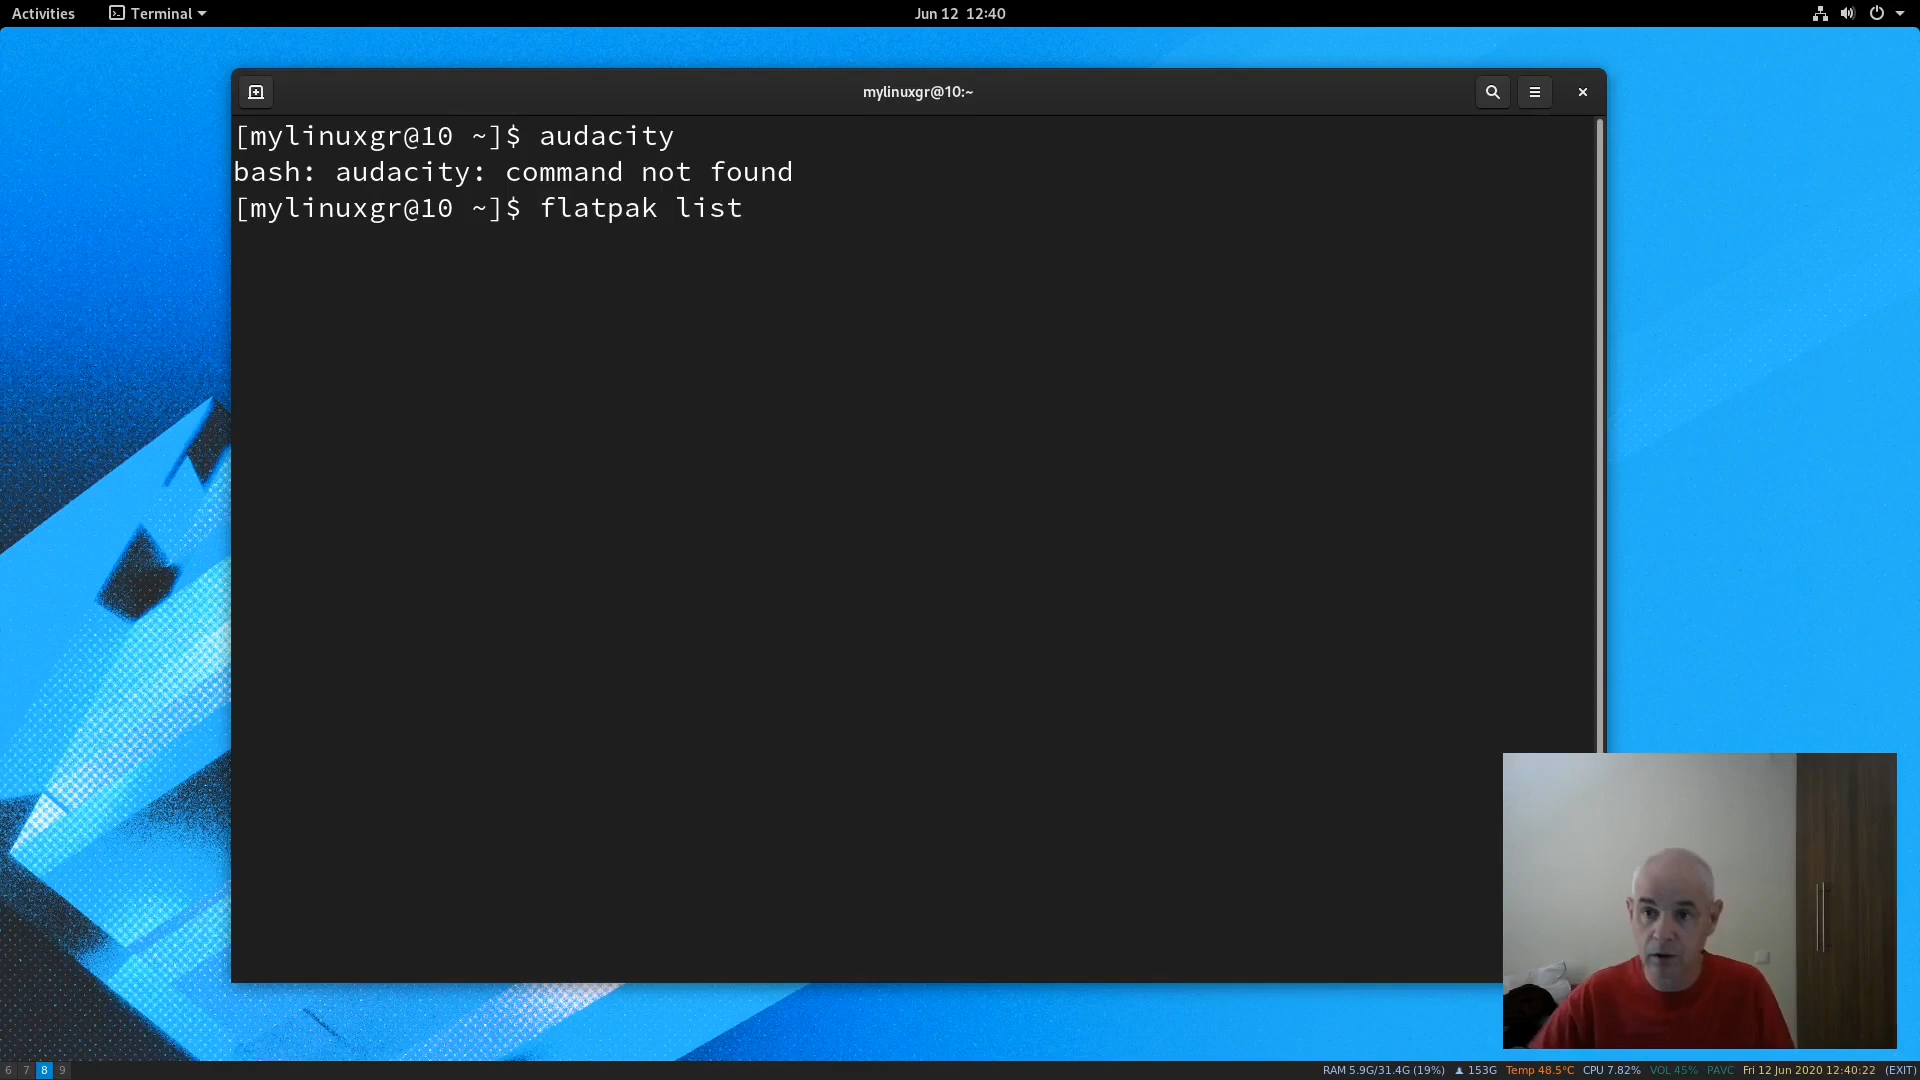 Activities
Terminal
Jun 12 12:40
mylinuxgr@10:~
[mylinuxgr@10 ~]$ audacity
bash: audacity: command not found
[mylinuxgr@10 ~]$ flatpak list
6 7 8 9
RAM 5.9G/31.4G (19%) 153G Temp 48.5°C CPU 7.82% VOL 45% PAVC Fri 12 Jun 2020 12:40:22 (EXIT)